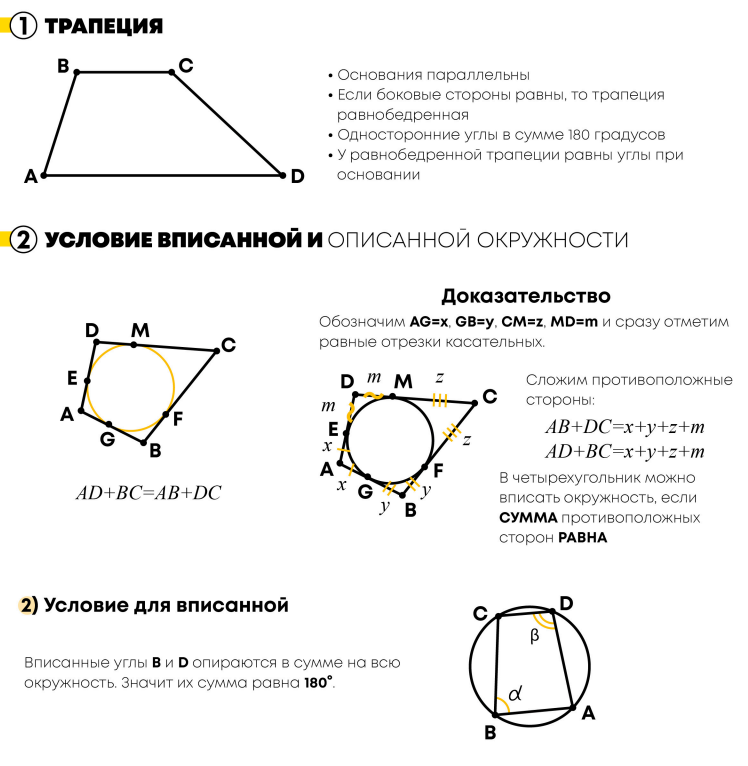 1 ТРАПЕЦИЯ
B C
A D
• Основания параллельны
• Если боковые стороны равны, то трапеция
равнобедренная
• Односторонние углы в сумме 180 градусов
• У равнобедренной трапеции равны углы при
основании
2 УСЛОВИЕ ВПИСАННОЙ И ОПИСАННОЙ ОКРУЖНОСТИ
D M C
E
A F
G B
AD+BC=AB+DC
Доказательство
Обозначим AG=x, GB=y, CM=z, MD=m и сразу отметим
равные отрезки касательных.
D m M z C
m
E z
x
A F
x G y
y B
Сложим противоположные
стороны:
AB+DC=x+y+z+m
AD+BC=x+y+z+m
В четырехугольник можно
вписать окружность, если
СУММА противоположных
сторон РАВНА
2) Условие для вписанной
Вписанные углы B и D опираются в сумме на всю
окружность. Значит их сумма равна 180°.
C D
β
α
B A